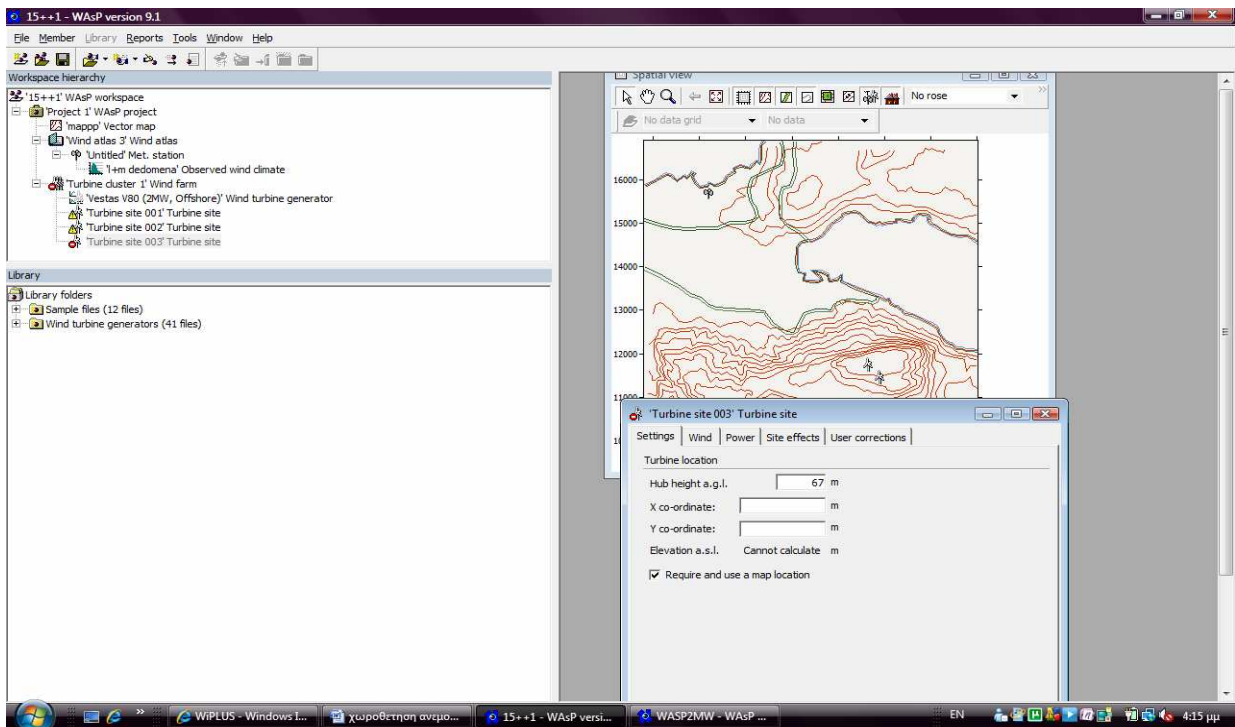 15++1 - WAsP version 9.1
File Member Library Reports Tools Window Help
Workspace hierarchy
'15++1' WAsP workspace
'Project 1' WAsP project
'mappp' Vector map
'Wind atlas 3' Wind atlas
'Untitled' Met. station
'l+m dedomena' Observed wind climate
'Turbine cluster 1' Wind farm
'Vestas V80 (2MW, Offshore)' Wind turbine generator
'Turbine site 001' Turbine site
'Turbine site 002' Turbine site
'Turbine site 003' Turbine site
Library
Library folders
Sample files (12 files)
Wind turbine generators (41 files)
Spatial view
No rose
No data grid No data
16000
15000
14000
13000
12000
11000
'Turbine site 003' Turbine site
Settings Wind Power Site effects User corrections
Turbine location
Hub height a.g.l. 67 m
X co-ordinate: m
Y co-ordinate: m
Elevation a.s.l. Cannot calculate m
Require and use a map location
WiPLUS - Windows I... χωροθετηση ανεμο... 15++1 - WAsP versi... WASP2MW - WAsP ... EN 4:15 μμ